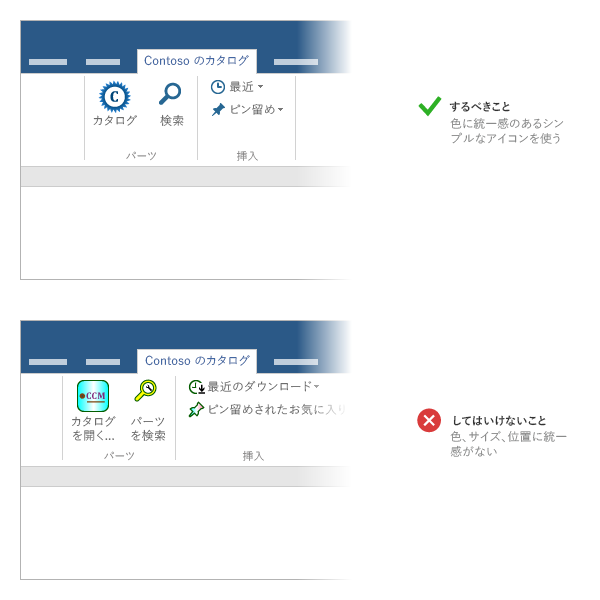 Contoso のカタログ
C
カタログ
検索
最近
ピン留め
パーツ
挿入
するべきこと
色に統一感のあるシン
プルなアイコンを使う
Contoso のカタログ
CCM
カタログ
を開く...
パーツ
を検索
最近のダウンロード
ピン留めされたお気に入り
パーツ
挿入
してはいけないこと
色、サイズ、位置に統一
感がない